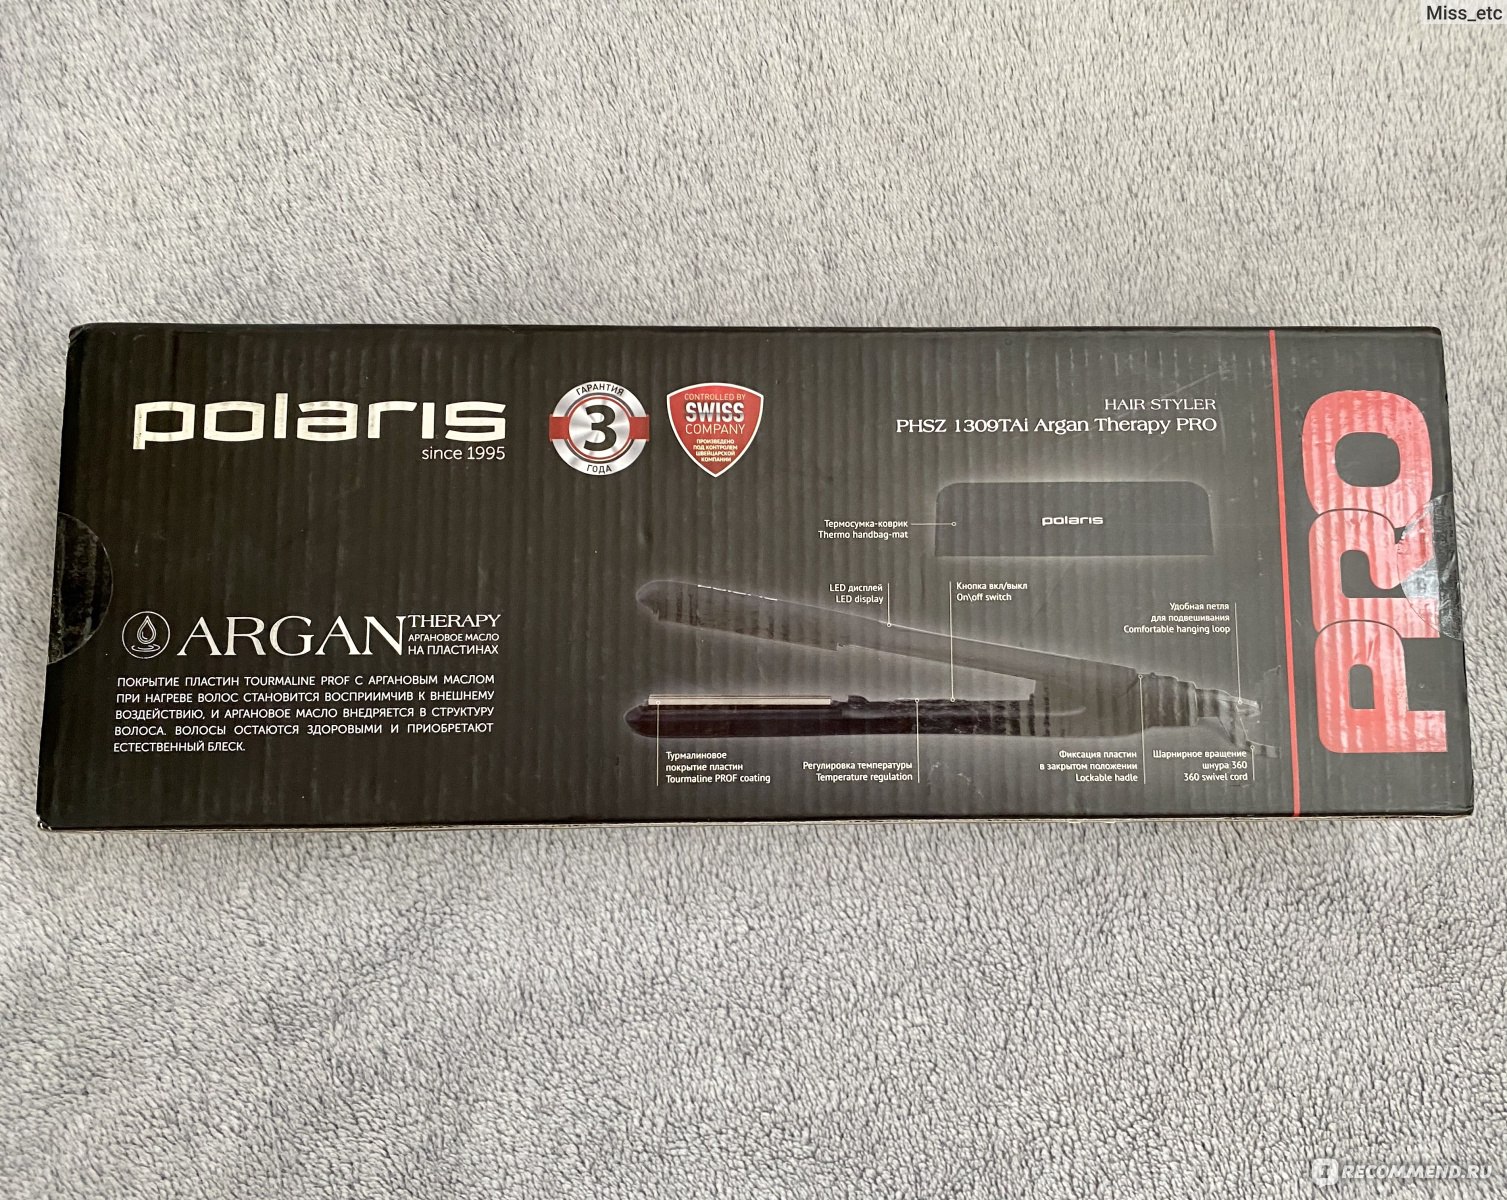 Miss_etc
polaris
since 1995
ГАРАНТИЯ
3
ГОДА
CONTROLLED BY
SWISS
COMPANY
ПРОИЗВЕДЕНО
ПОД КОНТРОЛЕМ
ШВЕЙЦАРСКОЙ
КОМПАНИИ
HAIR STYLER
PHSZ 1309TAi Argan Therapy PRO
PRO
Термосумка-коврик
Thermo handbag-mat
polaris
LED дисплей
LED display
Кнопка вкл/выкл
On\off switch
Удобная петля
для подвешивания
Comfortable hanging loop
ARGAN THERAPY
АРГАНОВОЕ МАСЛО
НА ПЛАСТИНАХ
ПОКРЫТИЕ ПЛАСТИН TOURMALINE PROF С АРГАНОВЫМ МАСЛОМ
ПРИ НАГРЕВЕ ВОЛОС СТАНОВИТСЯ ВОСПРИИМЧИВ К ВНЕШНЕМУ
ВОЗДЕЙСТВИЮ, И АРГАНОВОЕ МАСЛО ВНЕДРЯЕТСЯ В СТРУКТУРУ
ВОЛОСА. ВОЛОСЫ ОСТАЮТСЯ ЗДОРОВЫМИ И ПРИОБРЕТАЮТ
ЕСТЕСТВЕННЫЙ БЛЕСК.
Турмалиновое
покрытие пластин
Tourmaline PROF coating
Регулировка температуры
Temperature regulation
Фиксация пластин
в закрытом положении
Lockable hadle
Шарнирное вращение
шнура 360
360 swivel cord
RECOMMEND.RU